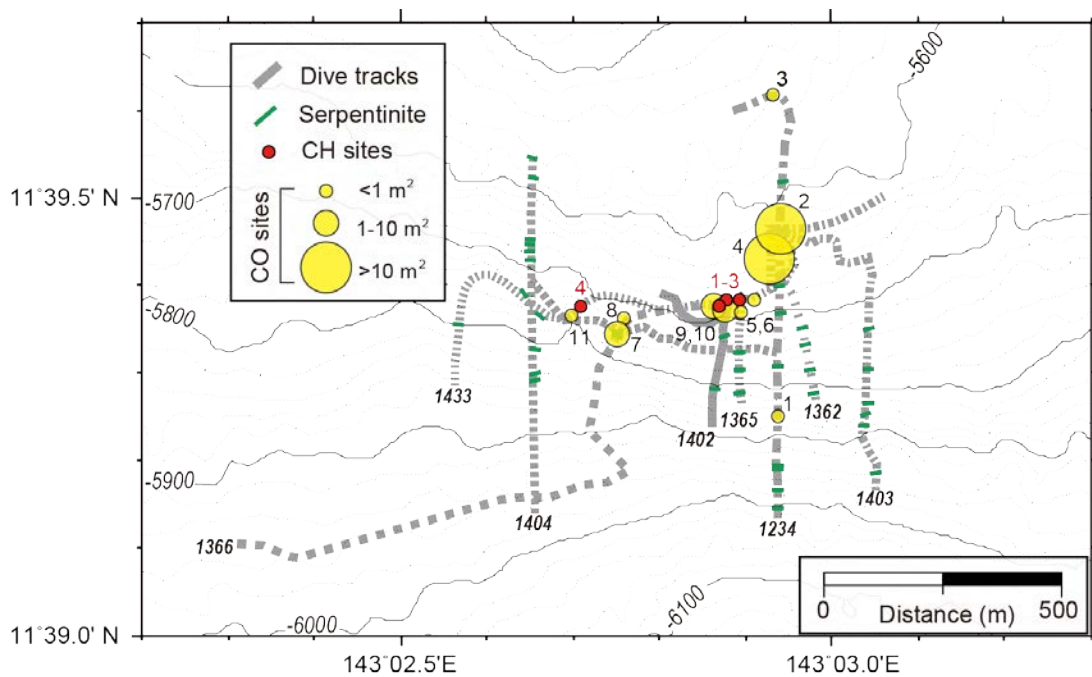 Dive tracks
Serpentinite
CH sites
CO sites
<1 m²
1-10 m²
>10 m²
-5600
3
11°39.5' N
-5700
2
4
1-3
4
-5800
8
11
7
9,10
5,6
1433
1
1365
1362
1402
-5900
1403
1404
1234
1366
0
500
Distance (m)
-6000
-6100
11°39.0' N
143°02.5'E
143°03.0'E